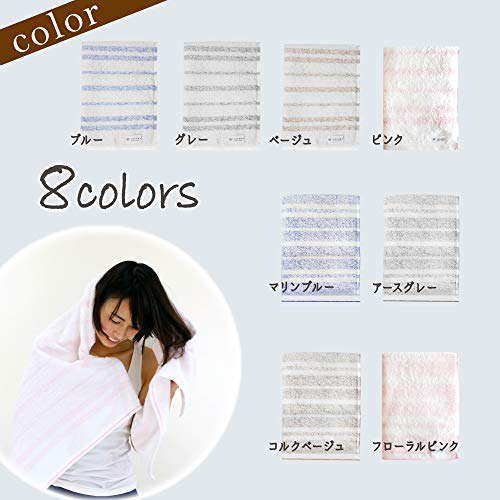 color
ブルー
グレー
ベージュ
ピンク
8colors
マリンブルー
アースグレー
コルクベージュ
フローラルピンク